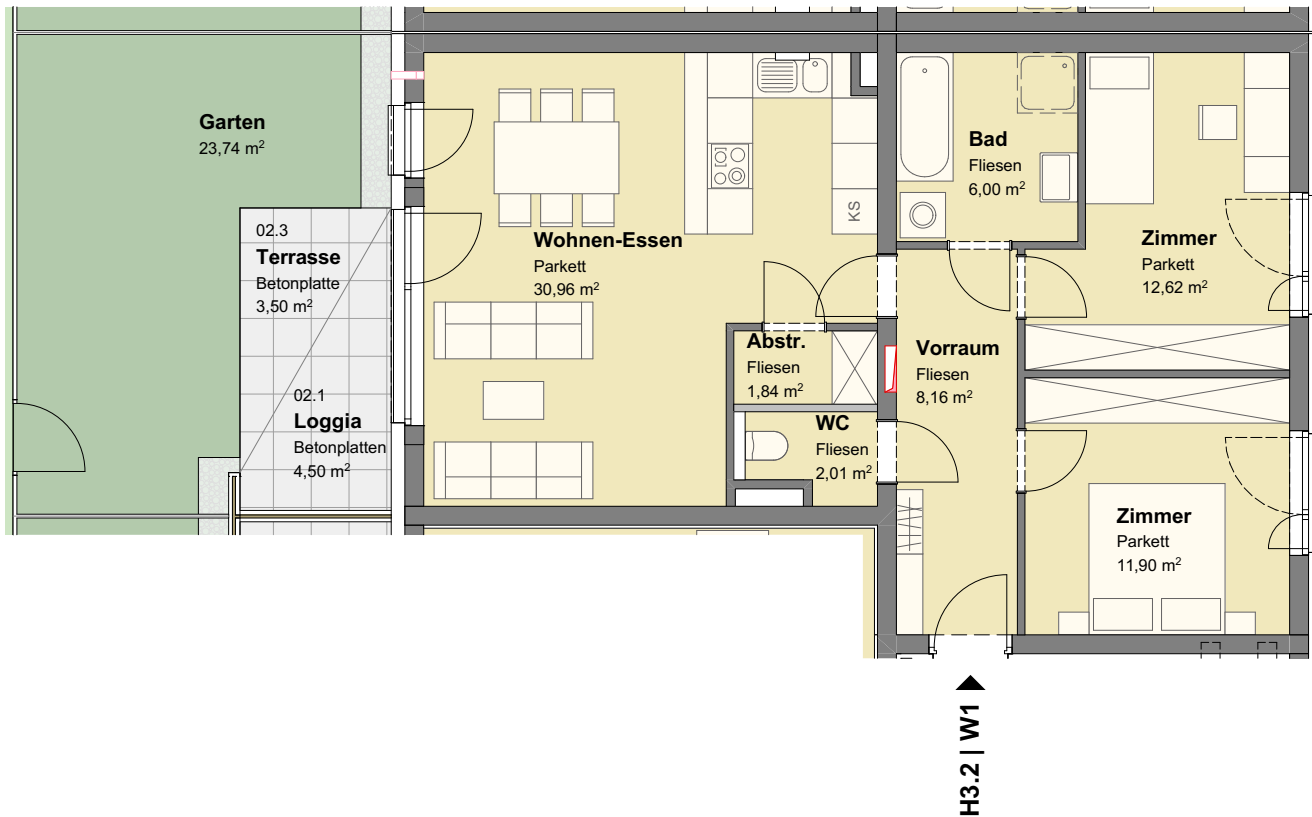 Garten
23,74 m²
02.3
Terrasse
Betonplatte
3,50 m²
02.1
Loggia
Betonplatten
4,50 m²
Wohnen-Essen
Parkett
30,96 m²
KS
Abstr.
Fliesen
1,84 m²
WC
Fliesen
2,01 m²
Vorraum
Fliesen
8,16 m²
Bad
Fliesen
6,00 m²
Zimmer
Parkett
12,62 m²
Zimmer
Parkett
11,90 m²
H3.2 | W1